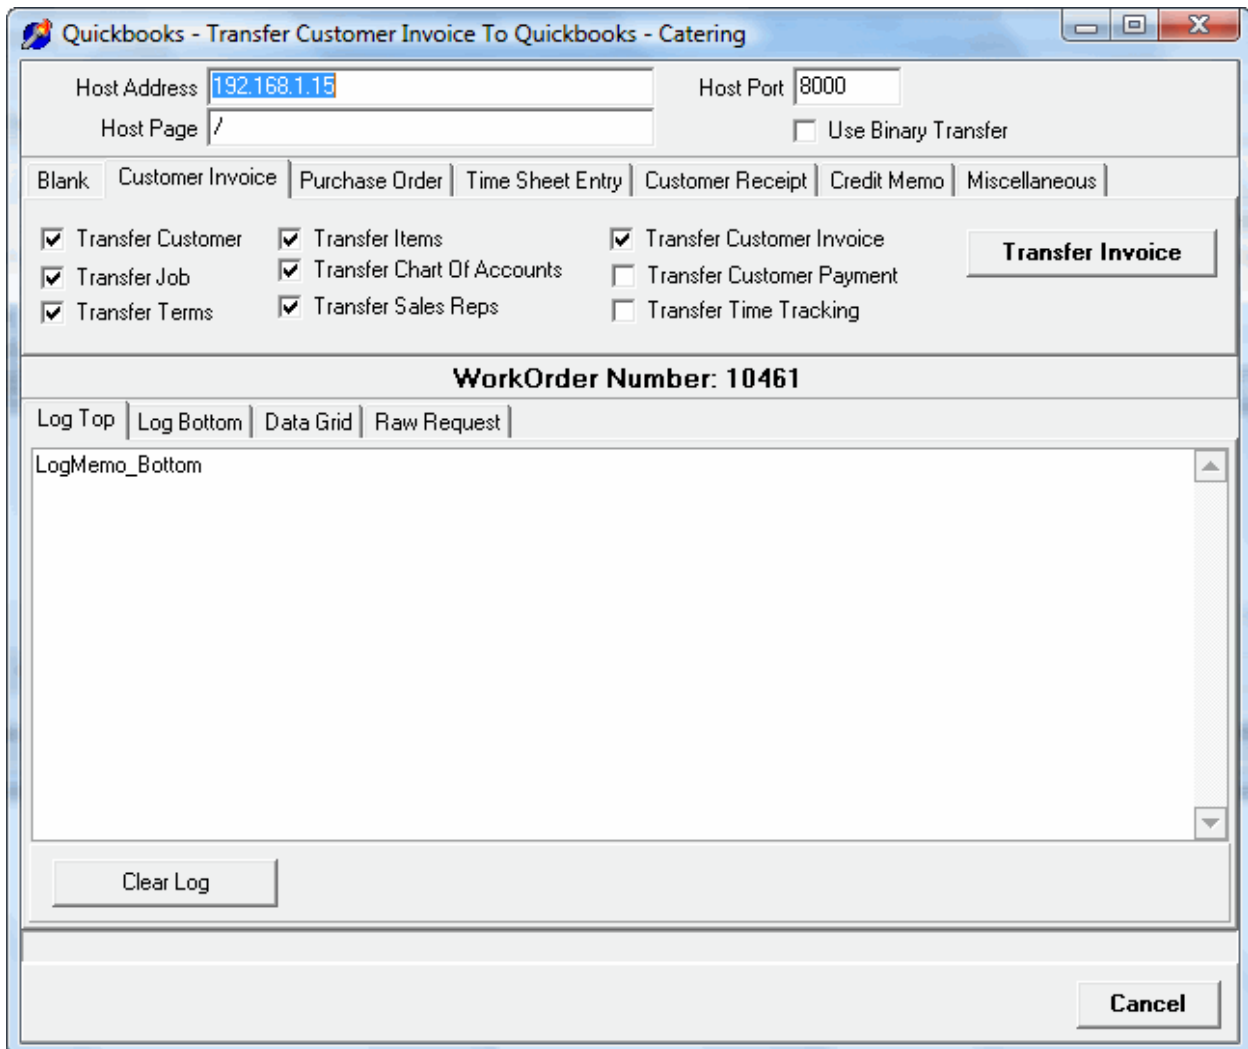 Quickbooks - Transfer Customer Invoice To Quickbooks - Catering
Host Address 192.168.1.15 Host Port 8000
Host Page / Use Binary Transfer
Blank Customer Invoice Purchase Order Time Sheet Entry Customer Receipt Credit Memo Miscellaneous
Transfer Customer Transfer Items Transfer Customer Invoice Transfer Invoice
Transfer Job Transfer Chart Of Accounts Transfer Customer Payment
Transfer Terms Transfer Sales Reps Transfer Time Tracking
WorkOrder Number: 10461
Log Top Log Bottom Data Grid Raw Request
LogMemo_Bottom
Clear Log
Cancel